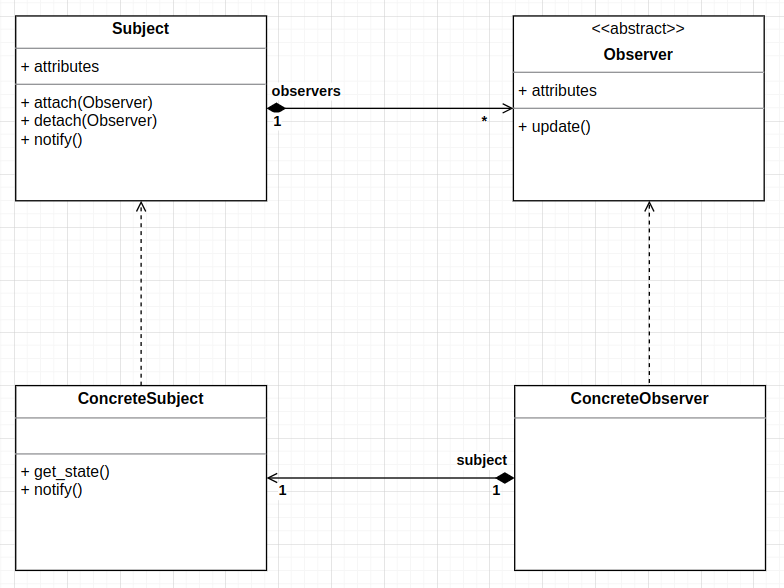 Subject
+ attributes
+ attach(Observer)
+ detach(Observer)
+ notify()
observers
1
*
<<abstract>>
Observer
+ attributes
+ update()
ConcreteSubject
+ get_state()
+ notify()
subject
1
1
ConcreteObserver